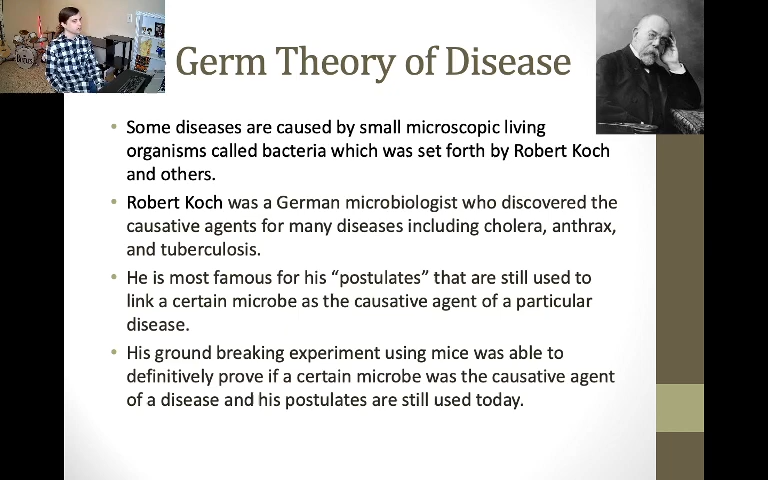 Germ Theory of Disease
• Some diseases are caused by small microscopic living
organisms called bacteria which was set forth by Robert Koch
and others.
• Robert Koch was a German microbiologist who discovered the
causative agents for many diseases including cholera, anthrax,
and tuberculosis.
• He is most famous for his “postulates” that are still used to
link a certain microbe as the causative agent of a particular
disease.
• His ground breaking experiment using mice was able to
definitively prove if a certain microbe was the causative agent
of a disease and his postulates are still used today.